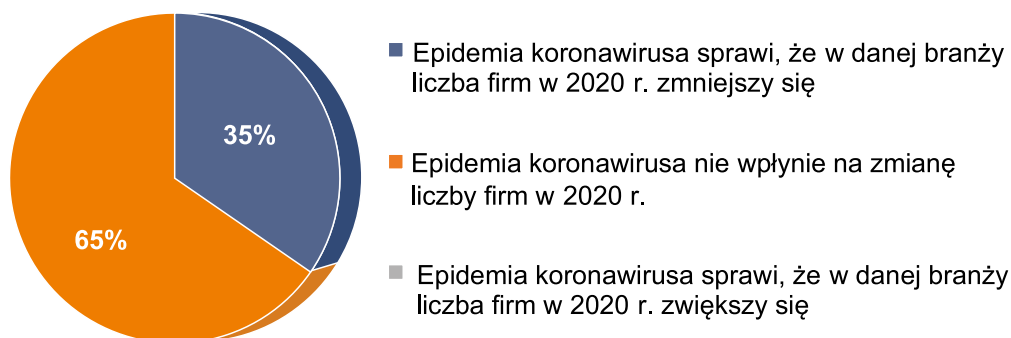 35%
65%
Epidemia koronawirusa sprawi, że w danej branży
liczba firm w 2020 r. zmniejszy się
Epidemia koronawirusa nie wpłynie na zmianę
liczby firm w 2020 r.
Epidemia koronawirusa sprawi, że w danej branży
liczba firm w 2020 r. zwiększy się